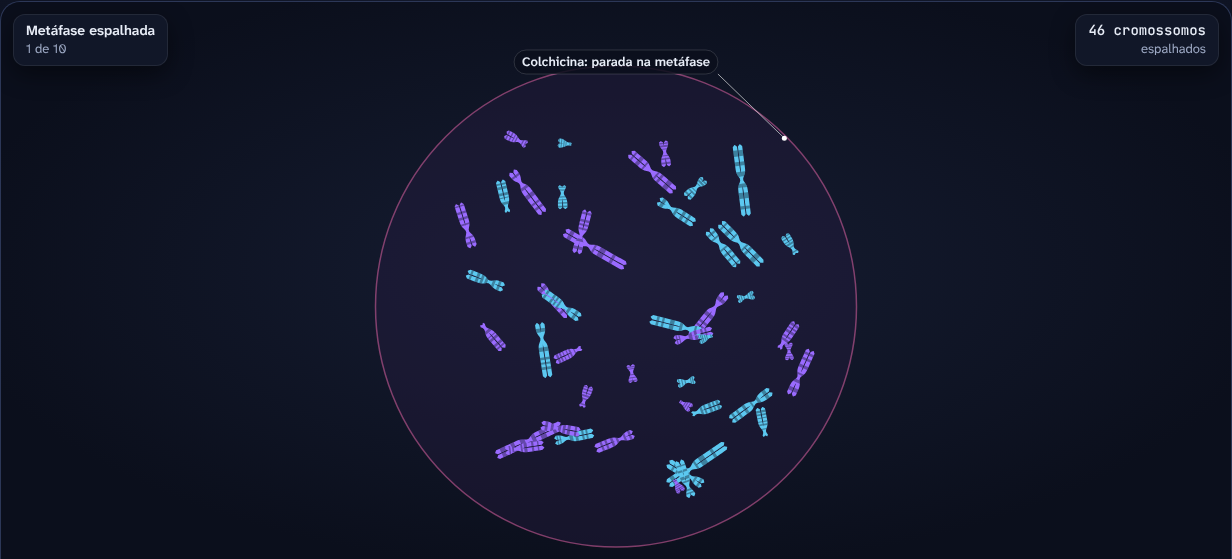 Metáfase espalhada
1 de 10
46 cromossomos
espalhados
Colchicina: parada na metáfase